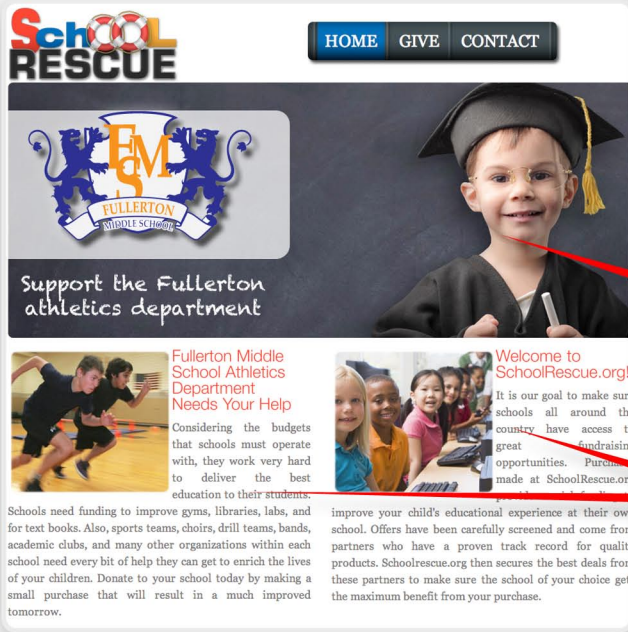 School
RESCUE
HOME GIVE CONTACT
FMS
FULLERTON
MIDDLE SCHOOL
Support the Fullerton
athletics department
Fullerton Middle
School Athletics
Department
Needs Your Help
Considering the budgets
that schools must operate
with, they work very hard
to deliver the best
education to their students.
Schools need funding to improve gyms, libraries, labs, and
for text books. Also, sports teams, choirs, drill teams, bands,
academic clubs, and many other organizations within each
school need every bit of help they can get to enrich the lives
of your children. Donate to your school today by making a
small purchase that will result in a much improved
tomorrow.
Welcome to
SchoolRescue.org!
It is our goal to make sur
schools all around th
country have access t
great fundraisin
opportunities.
made at SchoolRescue.or
improve your child's educational experience at their ow
school. Offers have been carefully screened and come fro
partners who have a proven track record for qualit
products. Schoolrescue.org then secures the best deals fro
these partners to make sure the school of your choice get
the maximum benefit from your purchase.